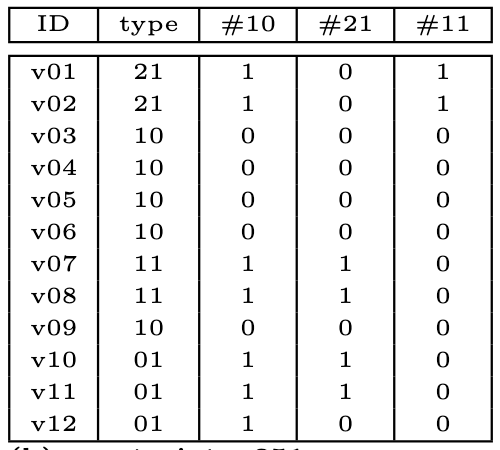 ID type #10 #21 #11
v01 21 1 0 1
v02 21 1 0 1
v03 10 0 0 0
v04 10 0 0 0
v05 10 0 0 0
v06 10 0 0 0
v07 11 1 1 0
v08 11 1 1 0
v09 10 0 0 0
v10 01 1 1 0
v11 01 1 1 0
v12 01 1 0 0